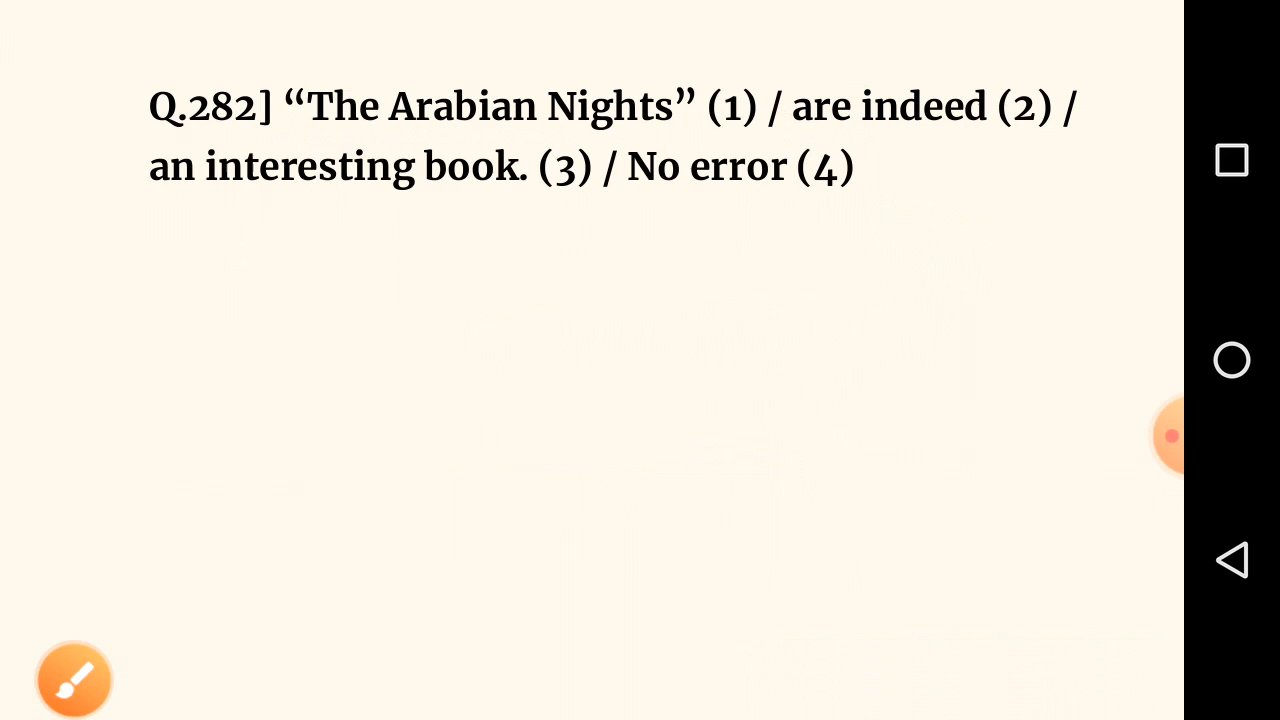 Q.282] “The Arabian Nights” (1) / are indeed (2) /
an interesting book. (3) / No error (4)